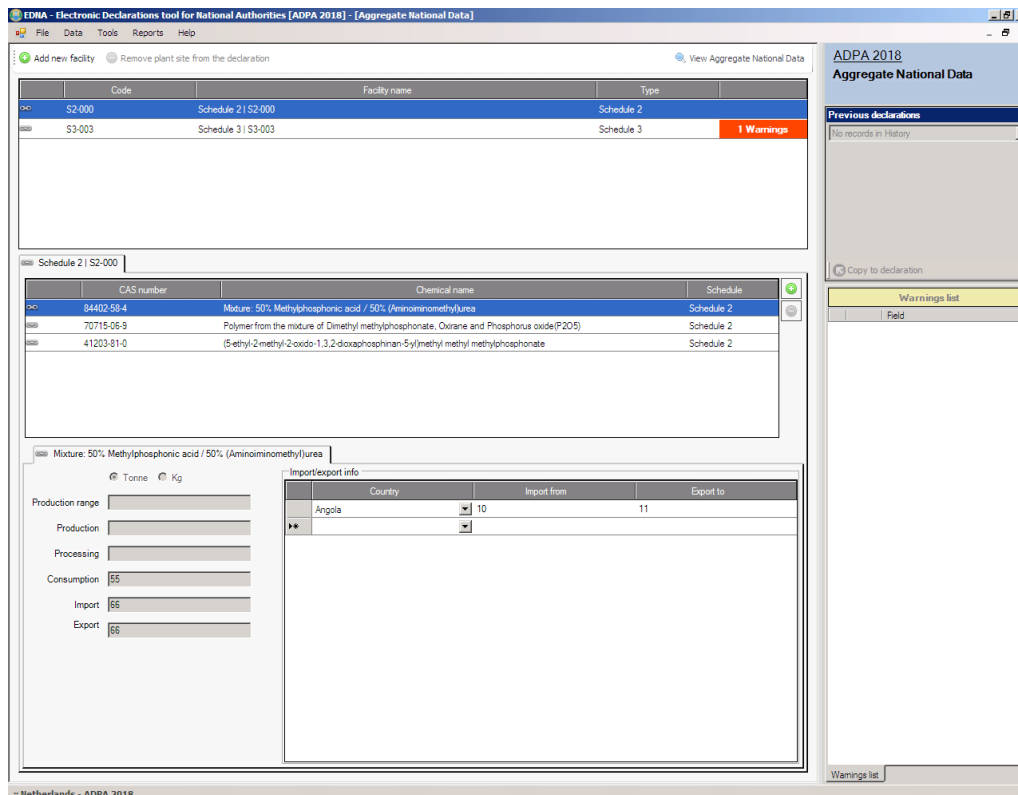 EDNA - Electronic Declarations tool for National Authorities [ADPA 2018] - [Aggregate National Data]
File Data Tools Reports Help
Add new facility Remove plant site from the declaration View Aggregate National Data
ADPA 2018
Aggregate National Data
Code Facility name Type
S2-000 Schedule 2 | S2-000 Schedule 2
S3-003 Schedule 3 | S3-003 Schedule 3 1 Warnings
Previous declarations
No records in History
Copy to declaration
Schedule 2 | S2-000
CAS number Chemical name Schedule
84402-58-4 Mixture: 50% Methylphosphonic acid / 50% (Aminoiminomethyl)urea Schedule 2
70715-06-9 Polymer from the mixture of Dimethyl methylphosphonate, Oxirane and Phosphorus oxide(P2O5) Schedule 2
41203-81-0 (5-ethyl-2-methyl-2-oxido-1,3,2-dioxaphosphinan-5-yl)methyl methyl methylphosphonate Schedule 2
Warnings list
Field
Mixture: 50% Methylphosphonic acid / 50% (Aminoiminomethyl)urea
Tonne Kg
Production range
Production
Processing
Consumption 55
Import 66
Export 66
Import/export info
Country Import from Export to
Angola 10 11
Warnings list
:: Netherlands - ADPA 2018